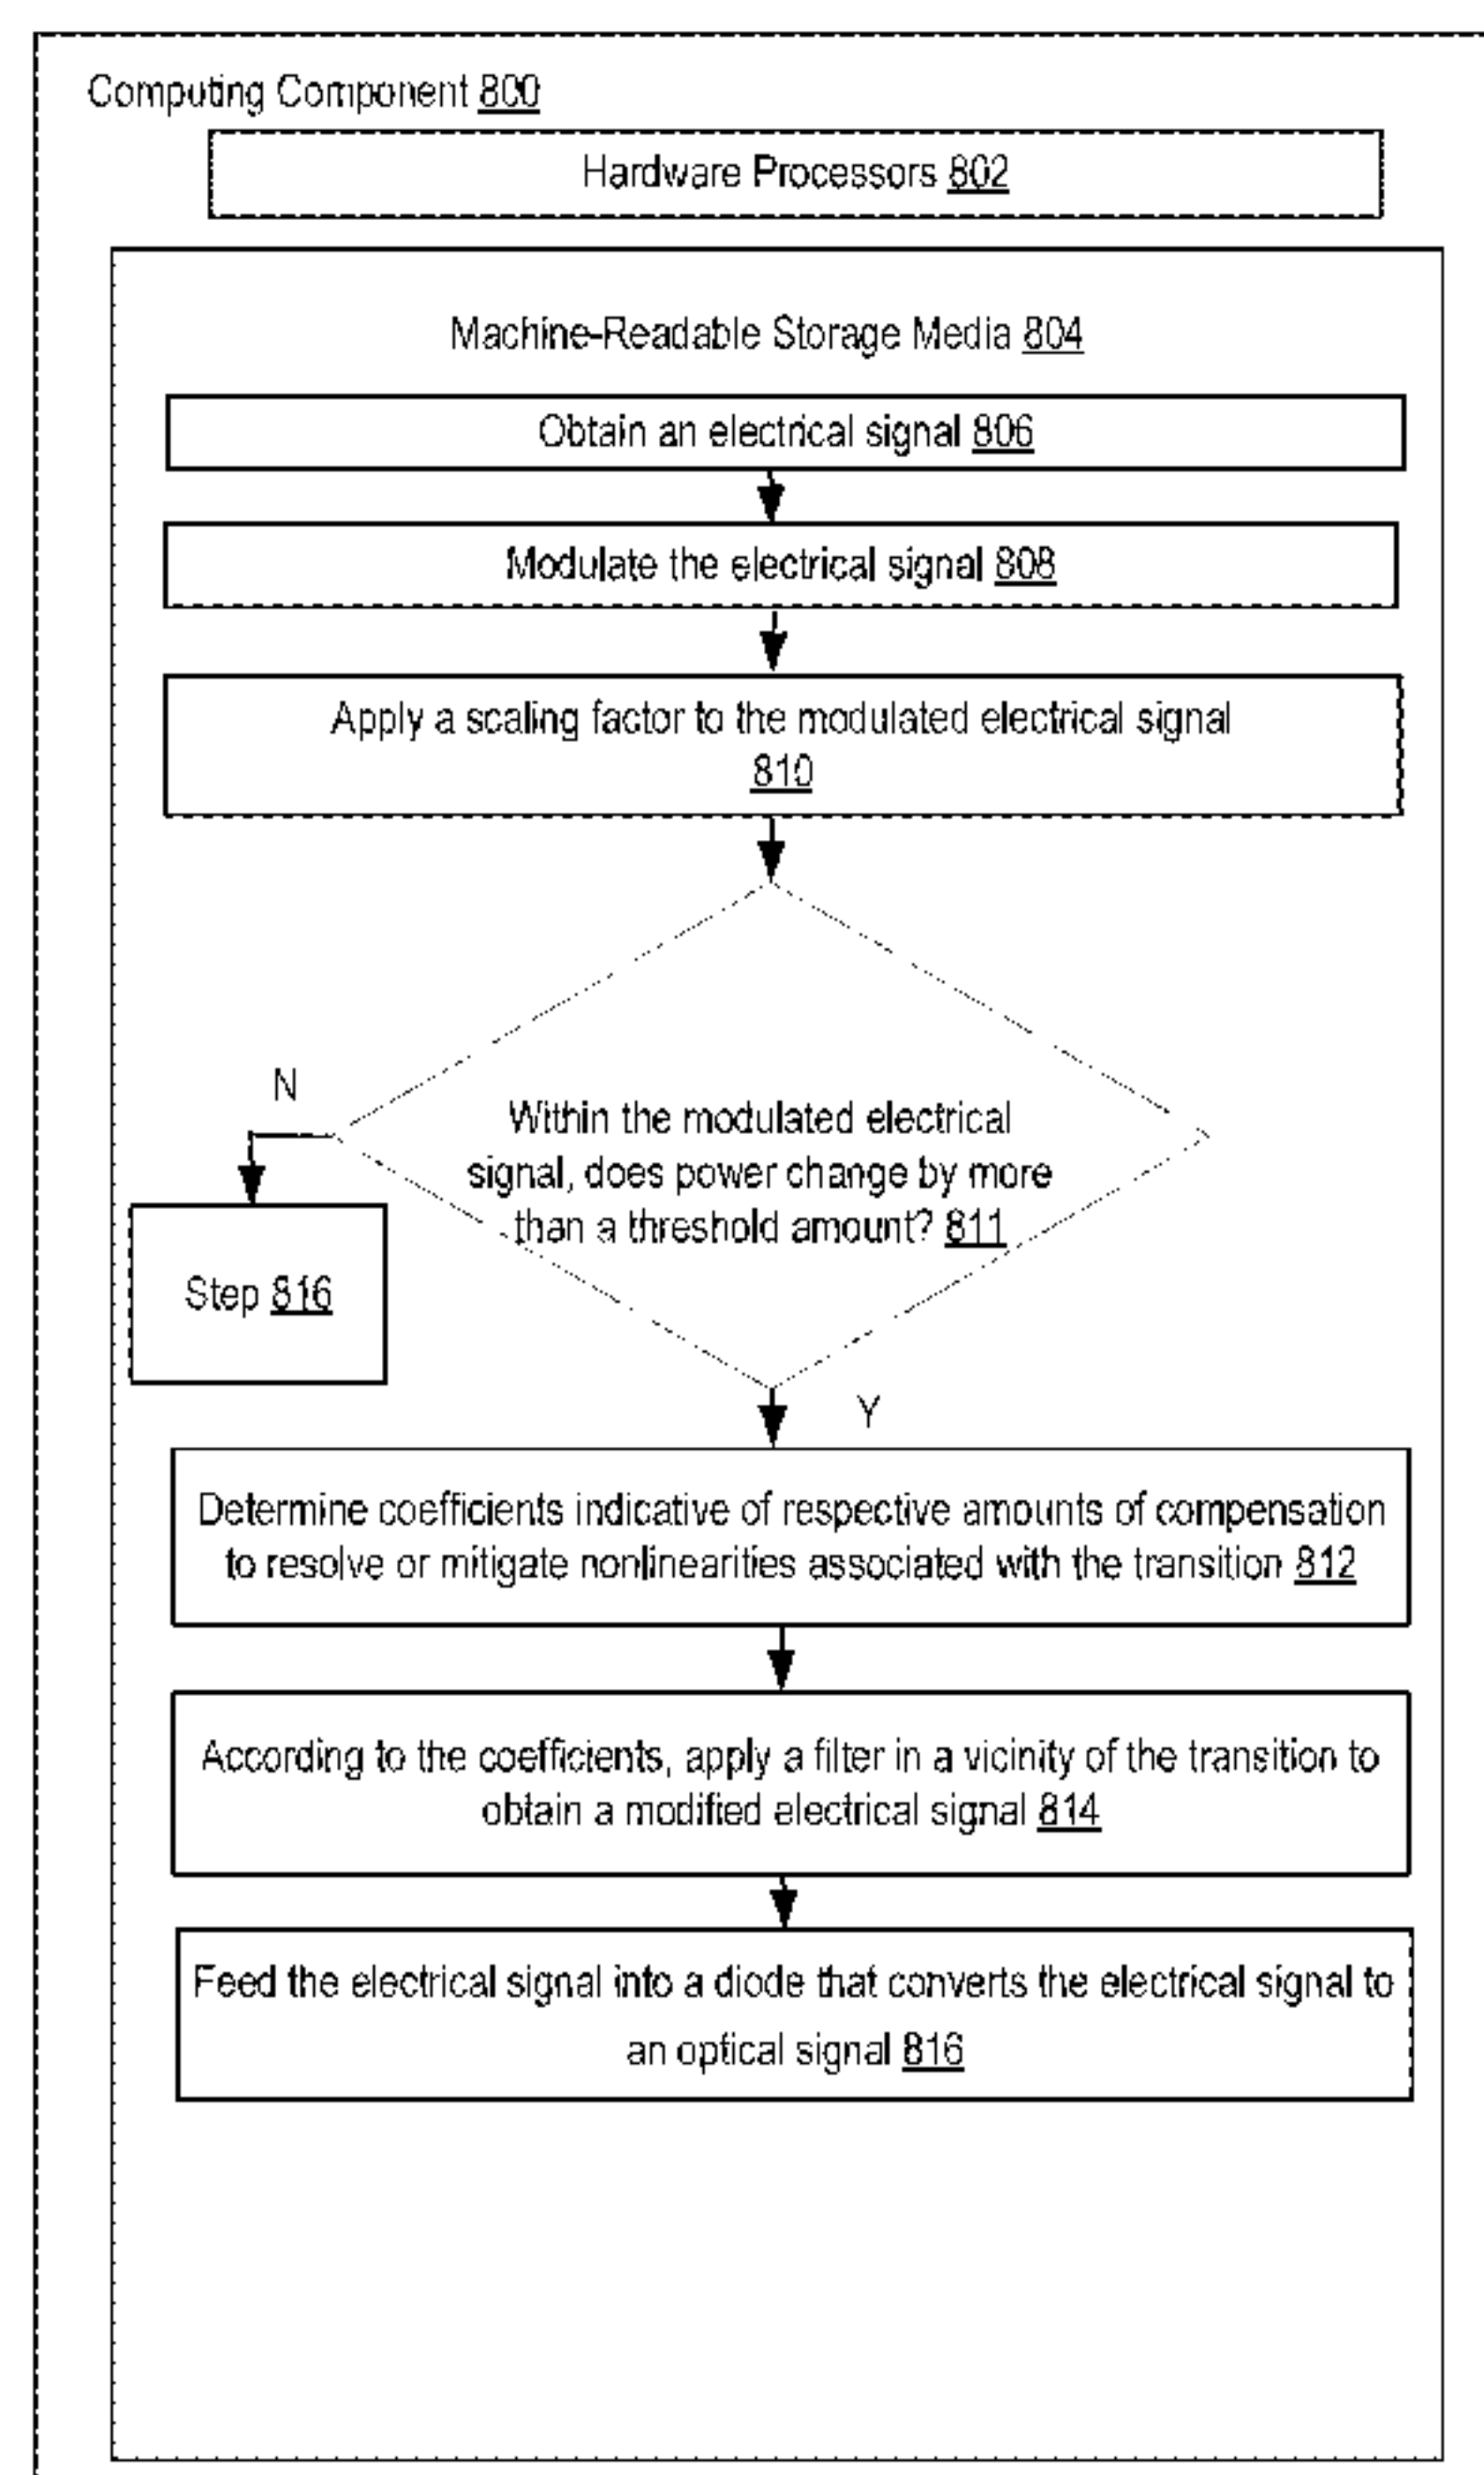 Computing Component 800
Hardware Processors 802
Machine-Readable Storage Media 804
Obtain an electrical signal 806
Modulate the electrical signal 808
Apply a scaling factor to the modulated electrical signal
810
N
Within the modulated electrical
signal, does power change by more
than a threshold amount? 811
Step 816
Y
Determine coefficients indicative of respective amounts of compensation
to resolve or mitigate nonlinearities associated with the transition 812
According to the coefficients, apply a filter in a vicinity of the transition to
obtain a modified electrical signal 814
Feed the electrical signal into a diode that converts the electrical signal to
an optical signal 816